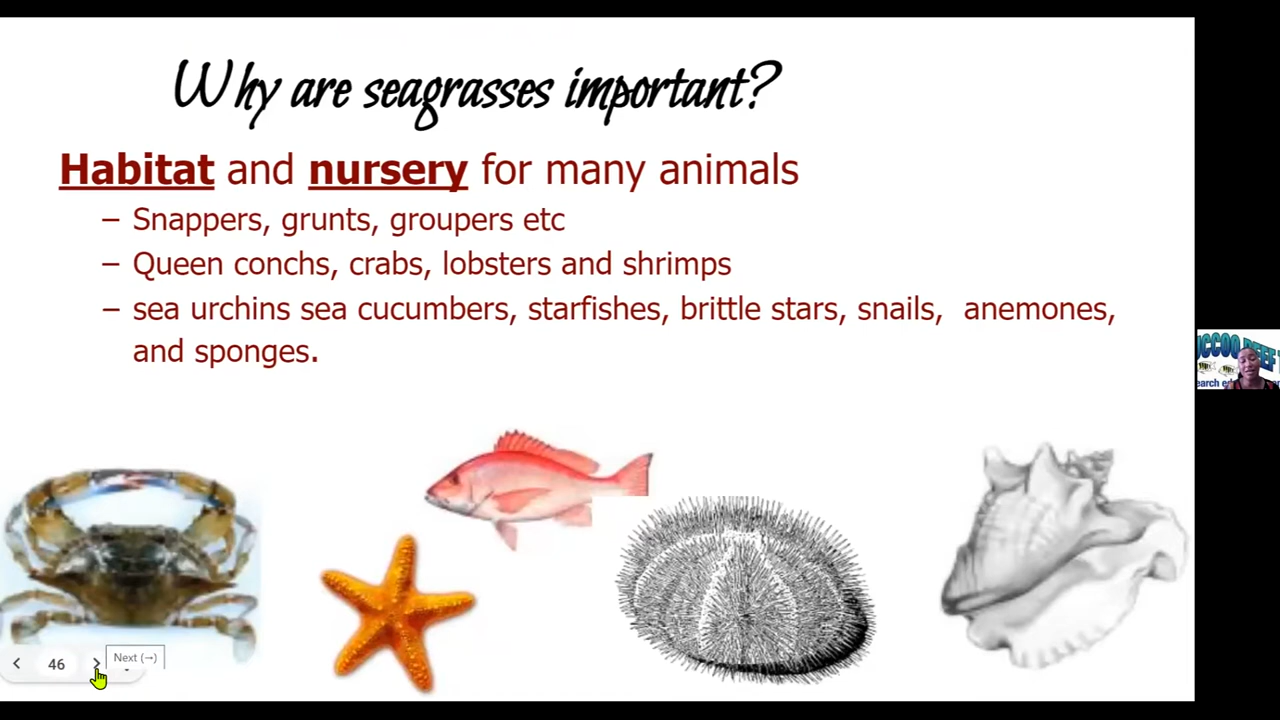 Why are seagrasses important?
Habitat and nursery for many animals
– Snappers, grunts, groupers etc
– Queen conchs, crabs, lobsters and shrimps
– sea urchins sea cucumbers, starfishes, brittle stars, snails, anemones,
and sponges.
46
Next (→)